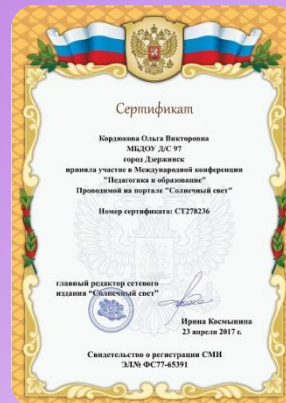 Сертификат
Кордюкова Ольга Викторовна
МБДОУ Д/С 97
город Дзержинск
приняла участие в Международной конференции
"Педагогика и образование"
Проводимой на портале "Солнечный свет"
Номер сертификата: СТ278236
главный редактор сетевого
издания "Солнечный свет"
Ирина Космынина
23 апреля 2017 г.
Свидетельство о регистрации СМИ
ЭЛ№ ФС77-65391